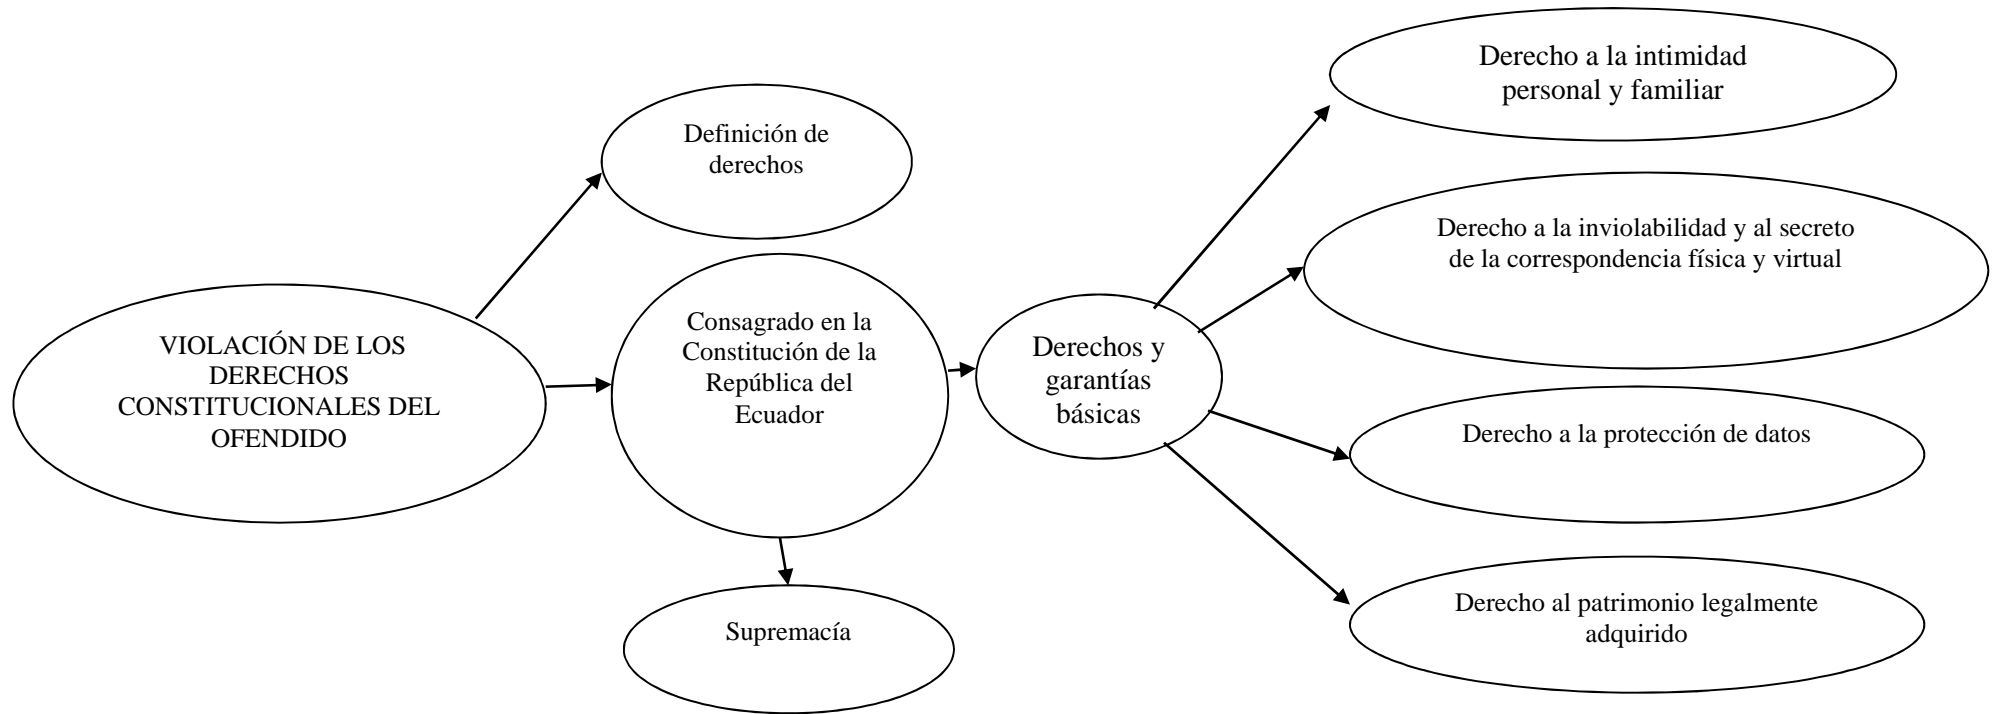 VIOLACIÓN DE LOS
DERECHOS
CONSTITUCIONALES DEL
OFENDIDO
Definición de
derechos
Consagrado en la
Constitución de la
República del
Ecuador
Supremacía
Derechos y
garantías
básicas
Derecho a la intimidad
personal y familiar
Derecho a la inviolabilidad y al secreto
de la correspondencia física y virtual
Derecho a la protección de datos
Derecho al patrimonio legalmente
adquirido